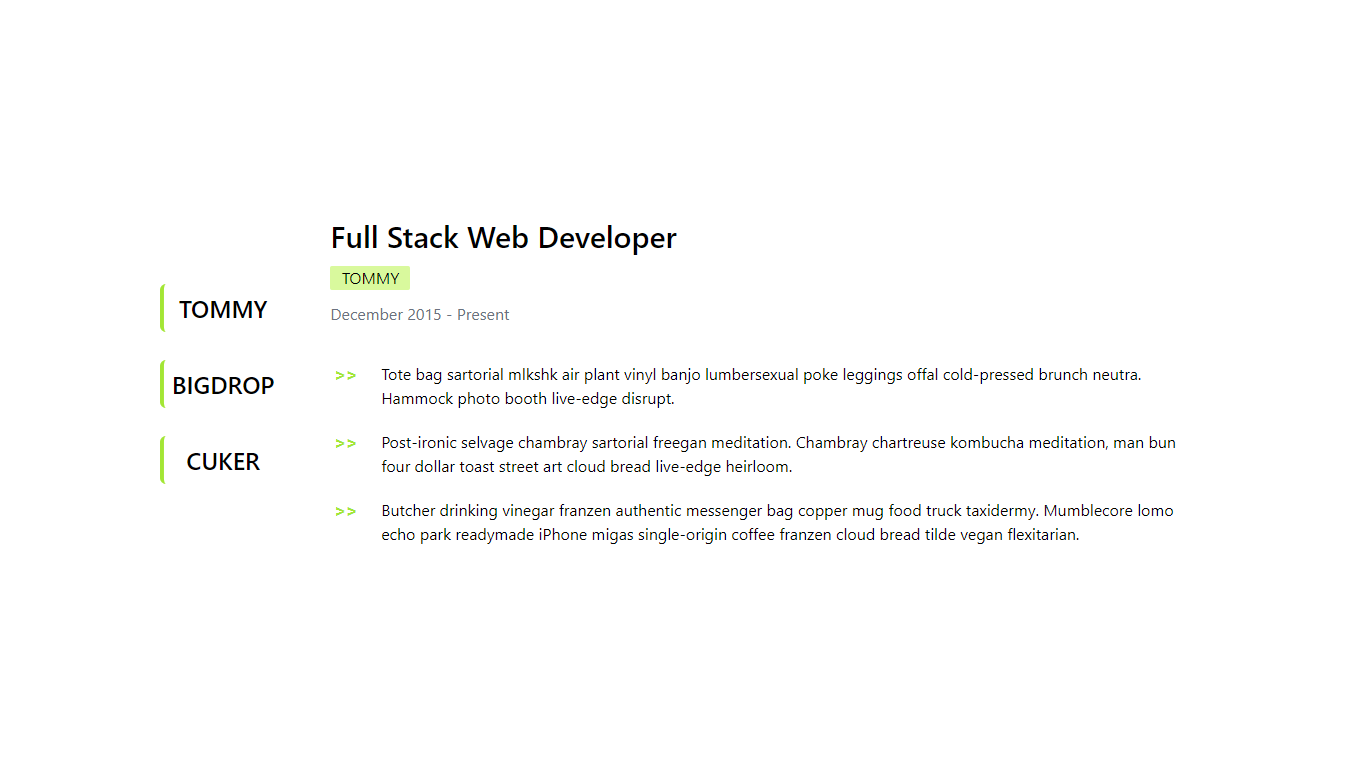 TOMMY
BIGDROP
CUKER
Full Stack Web Developer
TOMMY
December 2015 - Present
>> Tote bag sartorial mlkshk air plant vinyl banjo lumbersexual poke leggings offal cold-pressed brunch neutra.
Hammock photo booth live-edge disrupt.
>> Post-ironic selvage chambray sartorial freegan meditation. Chambray chartreuse kombucha meditation, man bun
four dollar toast street art cloud bread live-edge heirloom.
>> Butcher drinking vinegar franzen authentic messenger bag copper mug food truck taxidermy. Mumblecore lomo
echo park readymade iPhone migas single-origin coffee franzen cloud bread tilde vegan flexitarian.